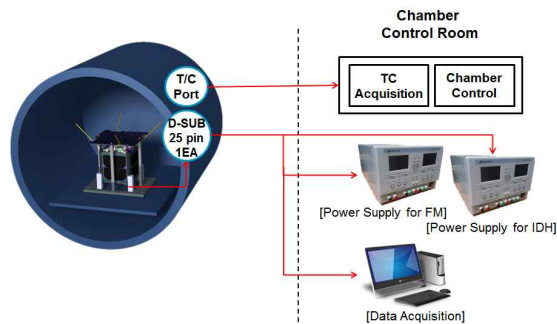 Chamber
Control Room
T/C
Port
TC
Acquisition
Chamber
Control
D-SUB
25 pin
1EA
[Power Supply for FM]
[Power Supply for IDH]
[Data Acquisition]